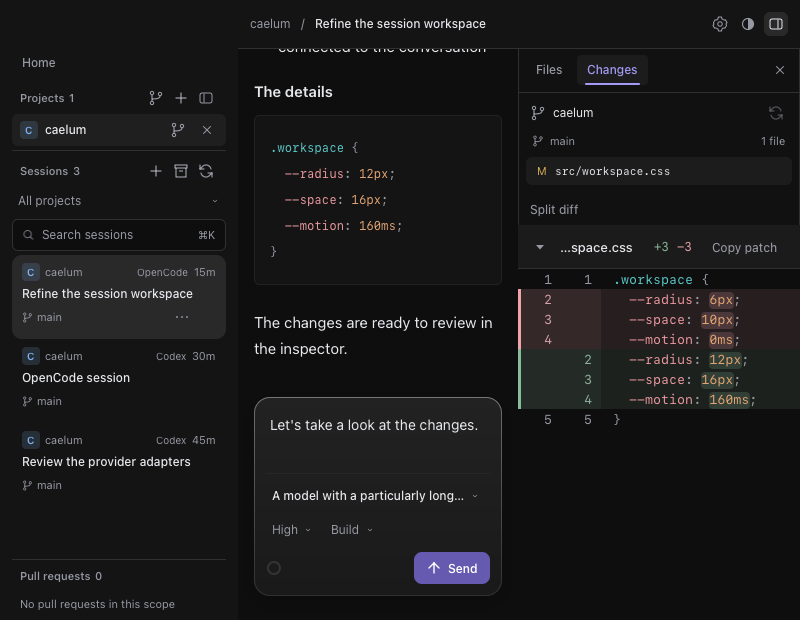 caelum / Refine the session workspace
Home
Projects 1
C caelum
Sessions 3
All projects
Search sessions ⌘K
C caelum OpenCode 15m
Refine the session workspace
main
C caelum Codex 30m
OpenCode session
main
C caelum Codex 45m
Review the provider adapters
main
Pull requests 0
No pull requests in this scope
connected to the conversation
The details
.workspace {
--radius: 12px;
--space: 16px;
--motion: 160ms;
}
The changes are ready to review in
the inspector.
Let's take a look at the changes.
A model with a particularly long...
High Build
Send
Files Changes
caelum
main 1 file
M src/workspace.css
Split diff
...space.css +3 −3 Copy patch
1 1 .workspace {
2 --radius: 6px;
3 --space: 10px;
4 --motion: 0ms;
2 --radius: 12px;
3 --space: 16px;
4 --motion: 160ms;
5 5 }